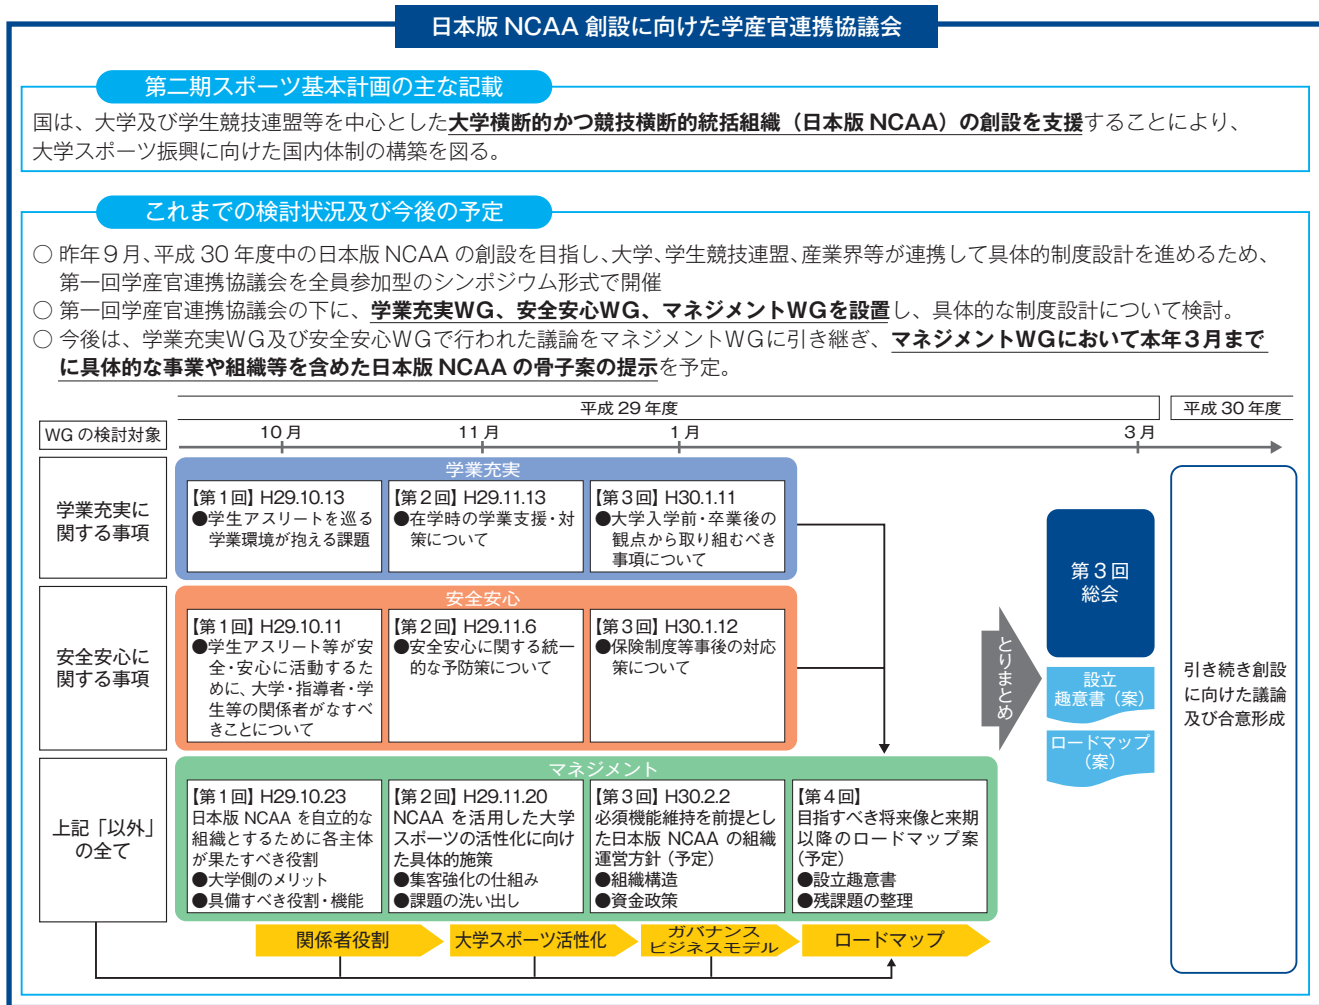 日本版 NCAA 創設に向けた学産官連携協議会
第二期スポーツ基本計画の主な記載
国は、大学及び学生競技連盟等を中心とした大学横断的かつ競技横断的統括組織（日本版 NCAA）の創設を支援することにより、
大学スポーツ振興に向けた国内体制の構築を図る。
これまでの検討状況及び今後の予定
○ 昨年９月、平成 30 年度中の日本版 NCAA の創設を目指し、大学、学生競技連盟、産業界等が連携して具体的制度設計を進めるため、
第一回学産官連携協議会を全員参加型のシンポジウム形式で開催
○ 第一回学産官連携協議会の下に、学業充実WG、安全安心WG、マネジメントWGを設置し、具体的な制度設計について検討。
○ 今後は、学業充実WG及び安全安心WGで行われた議論をマネジメントWGに引き継ぎ、マネジメントWGにおいて本年３月まで
に具体的な事業や組織等を含めた日本版 NCAA の骨子案の提示を予定。
平成 29 年度
平成 30 年度
WG の検討対象
10 月
11 月
１月
３月
学業充実に
関する事項
学業充実
【第１回】H29.10.13
●学生アスリートを巡る
学業環境が抱える課題
【第２回】H29.11.13
●在学時の学業支援・対
策について
【第３回】H30.1.11
●大学入学前・卒業後の
観点から取り組むべき
事項について
安全安心に
関する事項
安全安心
【第１回】H29.10.11
●学生アスリート等が安
全・安心に活動するた
めに、大学・指導者・学
生等の関係者がなすべ
きことについて
【第２回】H29.11.6
●安全安心に関する統一
的な予防策について
【第３回】H30.1.12
●保険制度等事後の対応
策について
上記「以外」
の全て
マネジメント
【第１回】H29.10.23
日本版 NCAA を自立的な
組織とするために各主体
が果たすべき役割
●大学側のメリット
●具備すべき役割・機能
【第２回】H29.11.20
NCAA を活用した大学
スポーツの活性化に向け
た具体的施策
●集客強化の仕組み
●課題の洗い出し
【第３回】H30.2.2
必須機能維持を前提とし
た日本版 NCAA の組織
運営方針（予定）
●組織構造
●資金政策
【第４回】
目指すべき将来像と来期
以降のロードマップ案
（予定）
●設立趣意書
●残課題の整理
関係者役割
大学スポーツ活性化
ガバナンス
ビジネスモデル
ロードマップ
とりまとめ
第３回
総会
設立
趣意書（案）
ロードマップ
（案）
引き続き創設
に向けた議論
及び合意形成